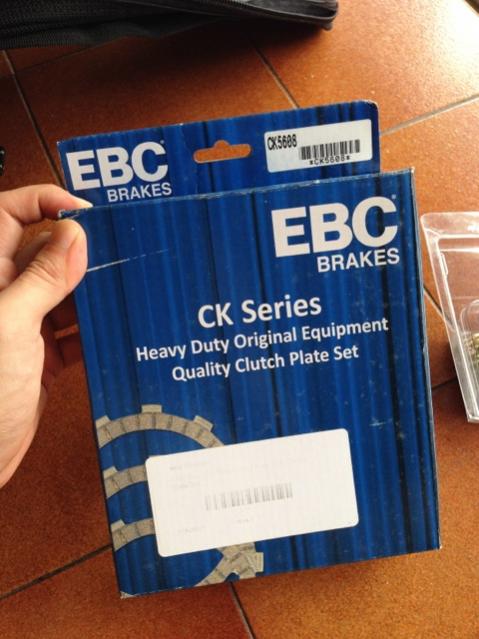 EBC
BRAKES
CK5608
*CK5608*
EBC
BRAKES
CK Series
Heavy Duty Original Equipment
Quality Clutch Plate Set